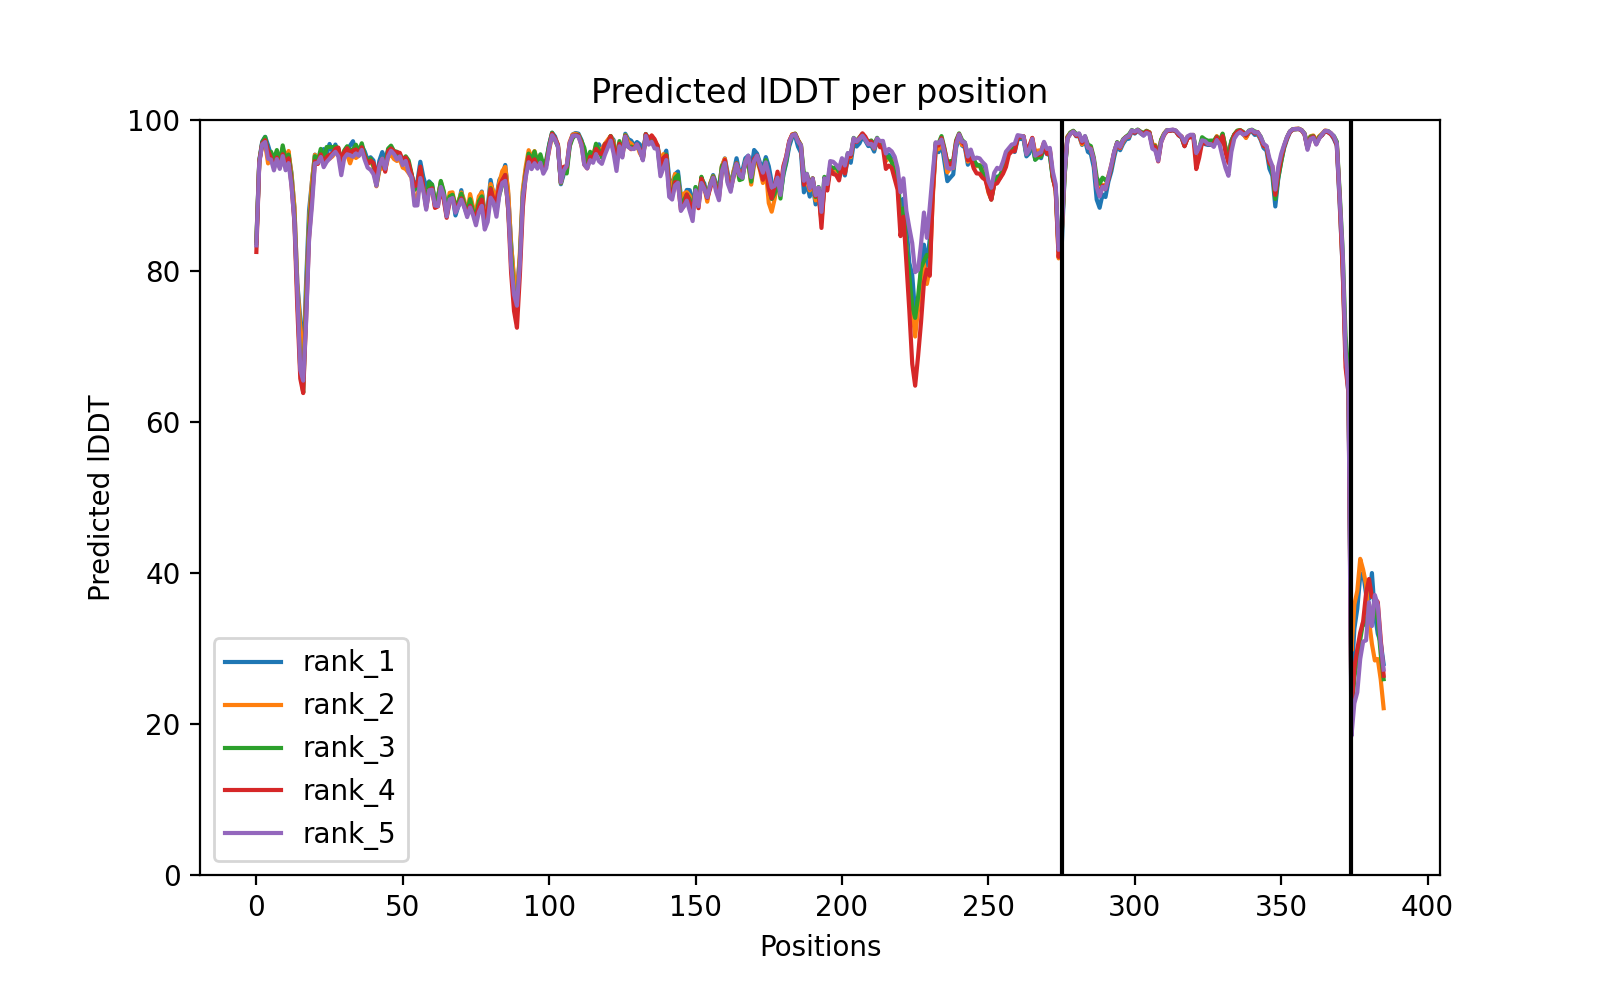 Predicted lDDT per position
Predicted lDDT
100
80
60
40
20
0
rank_1
rank_2
rank_3
rank_4
rank_5
0 50 100 150 200 250 300 350 400
Positions